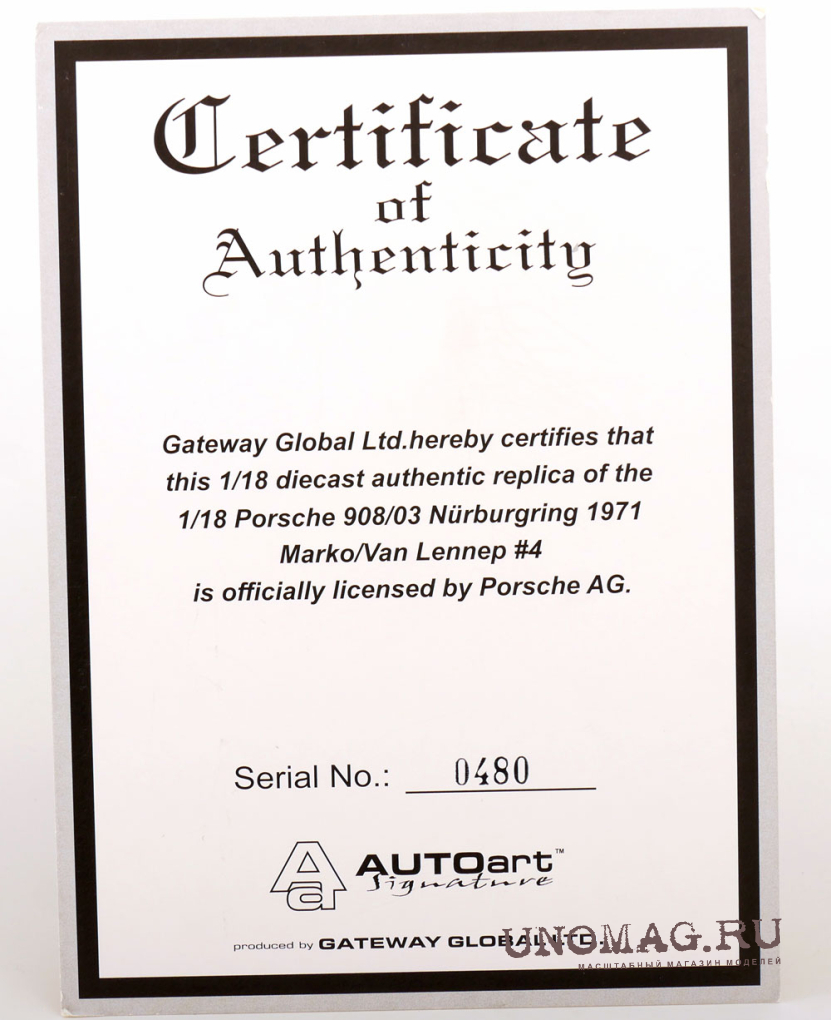 Certificate
of
Authenticity
Gateway Global Ltd.hereby certifies that
this 1/18 diecast authentic replica of the
1/18 Porsche 908/03 Nürburgring 1971
Marko/Van Lennep #4
is officially licensed by Porsche AG.
Serial No.: 0480
Aa AUTOart™
Signature
produced by GATEWAY GLOBAL LTD.
UNOMAG.RU
МАСШТАБНЫЙ МАГАЗИН МОДЕЛЕЙ